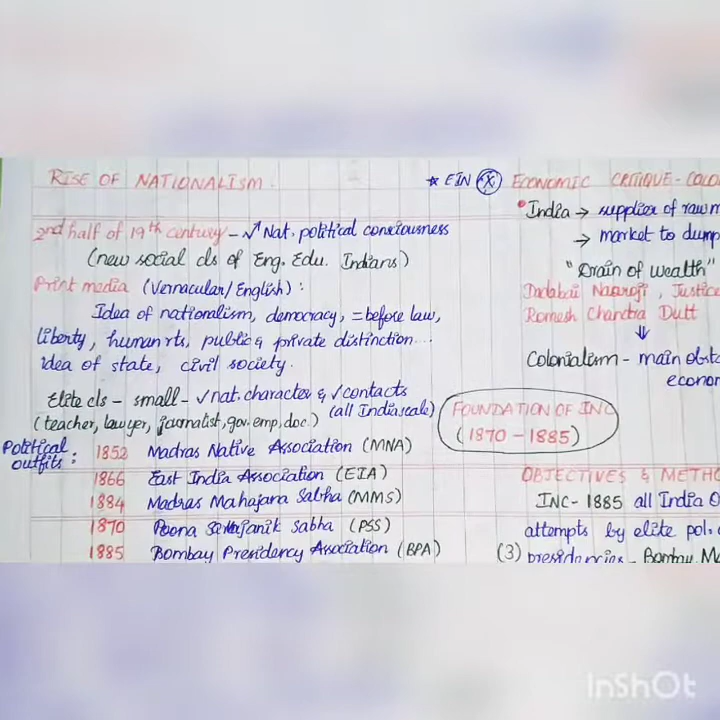 RISE OF NATIONALISM.
2nd half of 19th century - ✓ Nat. political consciousness
(new social cls of Eng. Edu. Indians)
Print media (Vernacular/English) :
Idea of nationalism, democracy, = before law,
liberty, human rts, public & private distinction...
idea of state, civil society.
Elite cls - small - ✓ nat. character & ✓ contacts
(teacher, lawyer, journalist, gov. emp, doc.) (all India scale)
Political outfits :
1852 Madras Native Association (MNA)
1866 East India Association (EIA)
1884 Madras Mahajana Sabha (MMS)
1870 Poona Sarvajanik Sabha (PSS)
1885 Bombay Presidency Association (BPA)
* EIN (X) ECONOMIC CRITIQUE - COLO
India → supplier of raw m
→ market to dump
"Drain of wealth"
Dadabai Naoroji, Justice
Romesh Chandra Dutt
↓
Colonialism - main obsta
econom
FOUNDATION OF INC
(1870 - 1885)
OBJECTIVES & METHO
INC - 1885 all India O
attempts by elite pol.
(3) presidencies - Bombay, Ma
InShOt